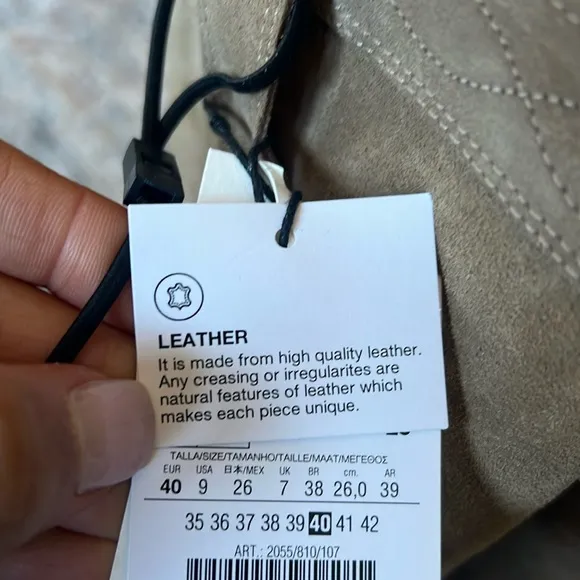 LEATHER
It is made from high quality leather.
Any creasing or irregularites are
natural features of leather which
makes each piece unique.
TALLA/SIZE/TAMANHO/TAILLE/MAAT/ΜΕΓΕΘΟΣ
EUR USA 日本/MEX UK BR cm. AR
40 9 26 7 38 26,0 39
35 36 37 38 39 40 41 42
ART.: 2055/810/107